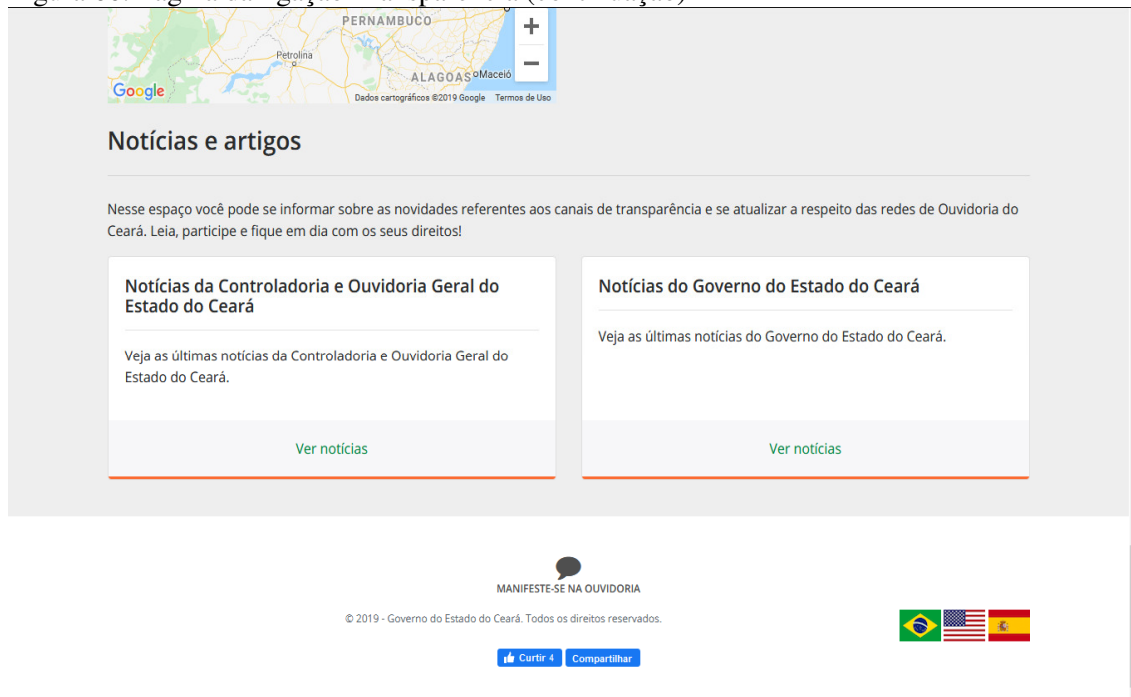 PERNAMBUCO
Petrolina
ALAGOAS
Maceió
+
−
Google
Dados cartográficos ©2019 Google Termos de Uso
Notícias e artigos
Nesse espaço você pode se informar sobre as novidades referentes aos canais de transparência e se atualizar a respeito das redes de Ouvidoria do
Ceará. Leia, participe e fique em dia com os seus direitos!
Notícias da Controladoria e Ouvidoria Geral do
Estado do Ceará
Veja as últimas notícias da Controladoria e Ouvidoria Geral do
Estado do Ceará.
Ver notícias
Notícias do Governo do Estado do Ceará
Veja as últimas notícias do Governo do Estado do Ceará.
Ver notícias
MANIFESTE-SE NA OUVIDORIA
© 2019 - Governo do Estado do Ceará. Todos os direitos reservados.
Curtir 4
Compartilhar